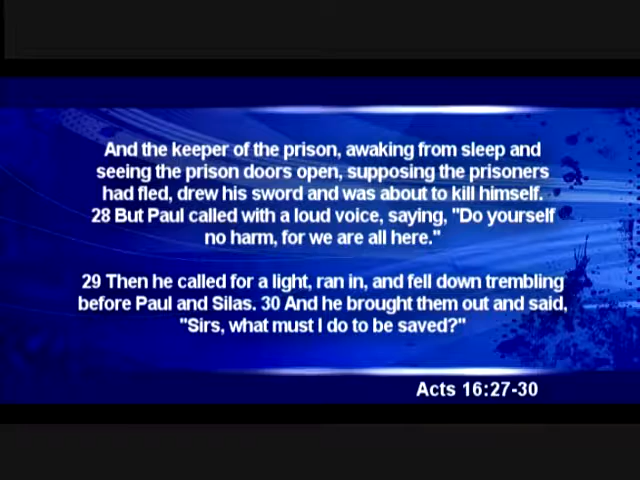 And the keeper of the prison, awaking from sleep and
seeing the prison doors open, supposing the prisoners
had fled, drew his sword and was about to kill himself.
28 But Paul called with a loud voice, saying, "Do yourself
no harm, for we are all here."
29 Then he called for a light, ran in, and fell down trembling
before Paul and Silas. 30 And he brought them out and said,
"Sirs, what must I do to be saved?"
Acts 16:27-30